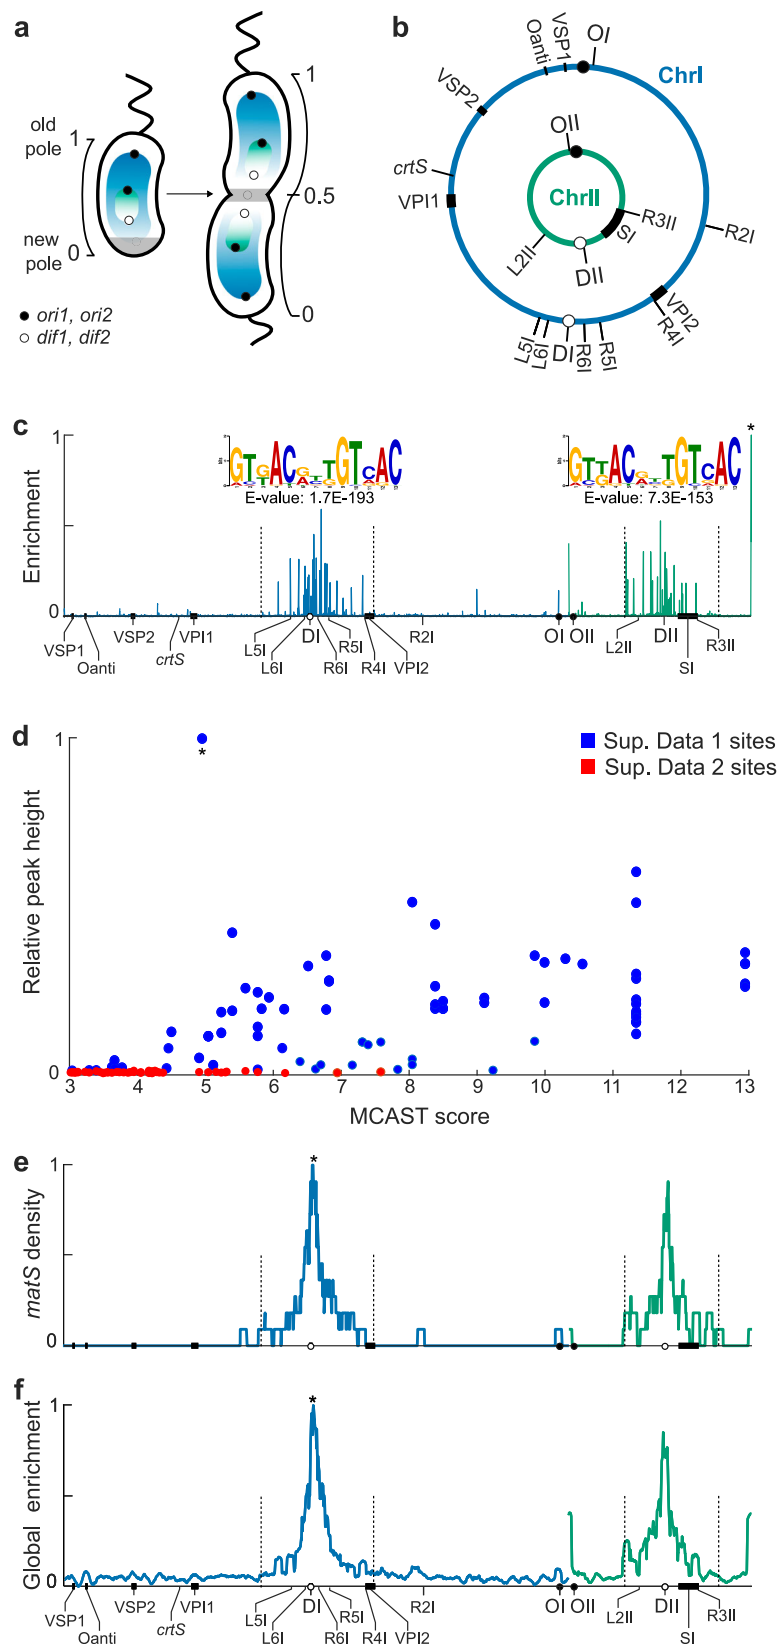 a
old
pole
1
new
pole
0
1
0.5
0
ori1, ori2
dif1, dif2
b
VSP1
Oanti
OI
ChrI
VSP2
OII
crtS
VPI1
ChrII
R3II
SI
R2I
L2II
DII
VPI2
R4I
L5I
L6I
DI
R6I
R5I
c
1
Enrichment
0
GTTACATTGTCAC
E-value: 1.7E-193
GTTACATTGTCAC
E-value: 7.3E-153
*
VSP1
Oanti
VSP2
crtS
VPI1
L5I
L6I
DI
R6I
R5I
R4I
VPI2
R2I
OI
OII
L2II
DII
SI
R3II
d
1
Relative peak height
0
*
Sup. Data 1 sites
Sup. Data 2 sites
3 4 5 6 7 8 9 10 11 12 13
MCAST score
e
1
matS density
0
*
f
1
Global enrichment
0
*
VSP1
Oanti
VSP2
crtS
VPI1
L5I
L6I
DI
R6I
R5I
R4I
VPI2
R2I
OI
OII
L2II
DII
SI
R3II